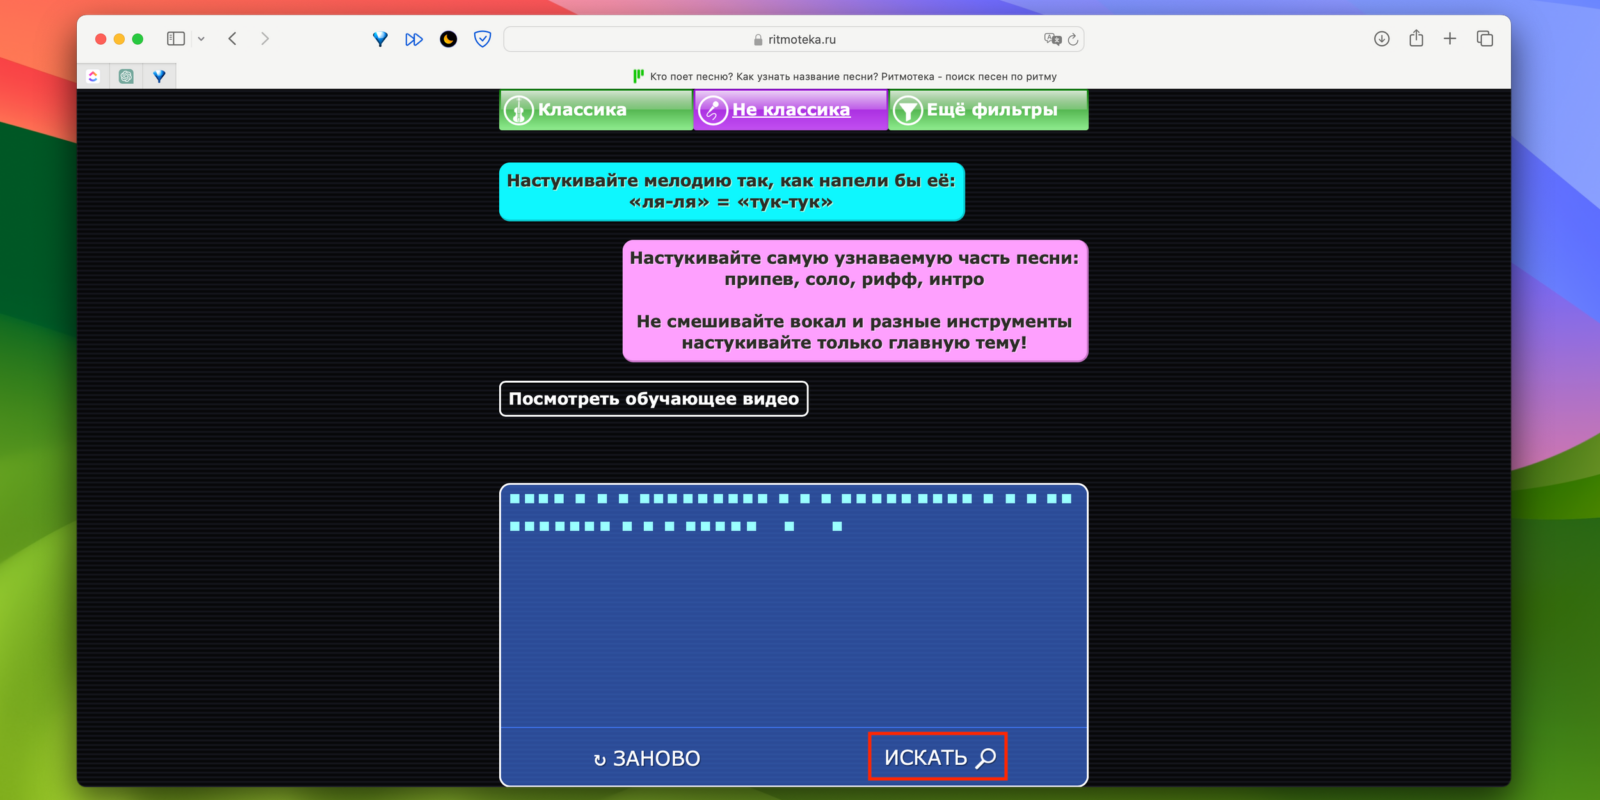 ritmoteka.ru
Кто поет песню? Как узнать название песни? Ритмотека - поиск песен по ритму
Классика
Не классика
Ещё фильтры
Настукивайте мелодию так, как напели бы её:
«ля-ля» = «тук-тук»
Настукивайте самую узнаваемую часть песни:
припев, соло, рифф, интро
Не смешивайте вокал и разные инструменты
настукивайте только главную тему!
Посмотреть обучающее видео
↻ ЗАНОВО
ИСКАТЬ